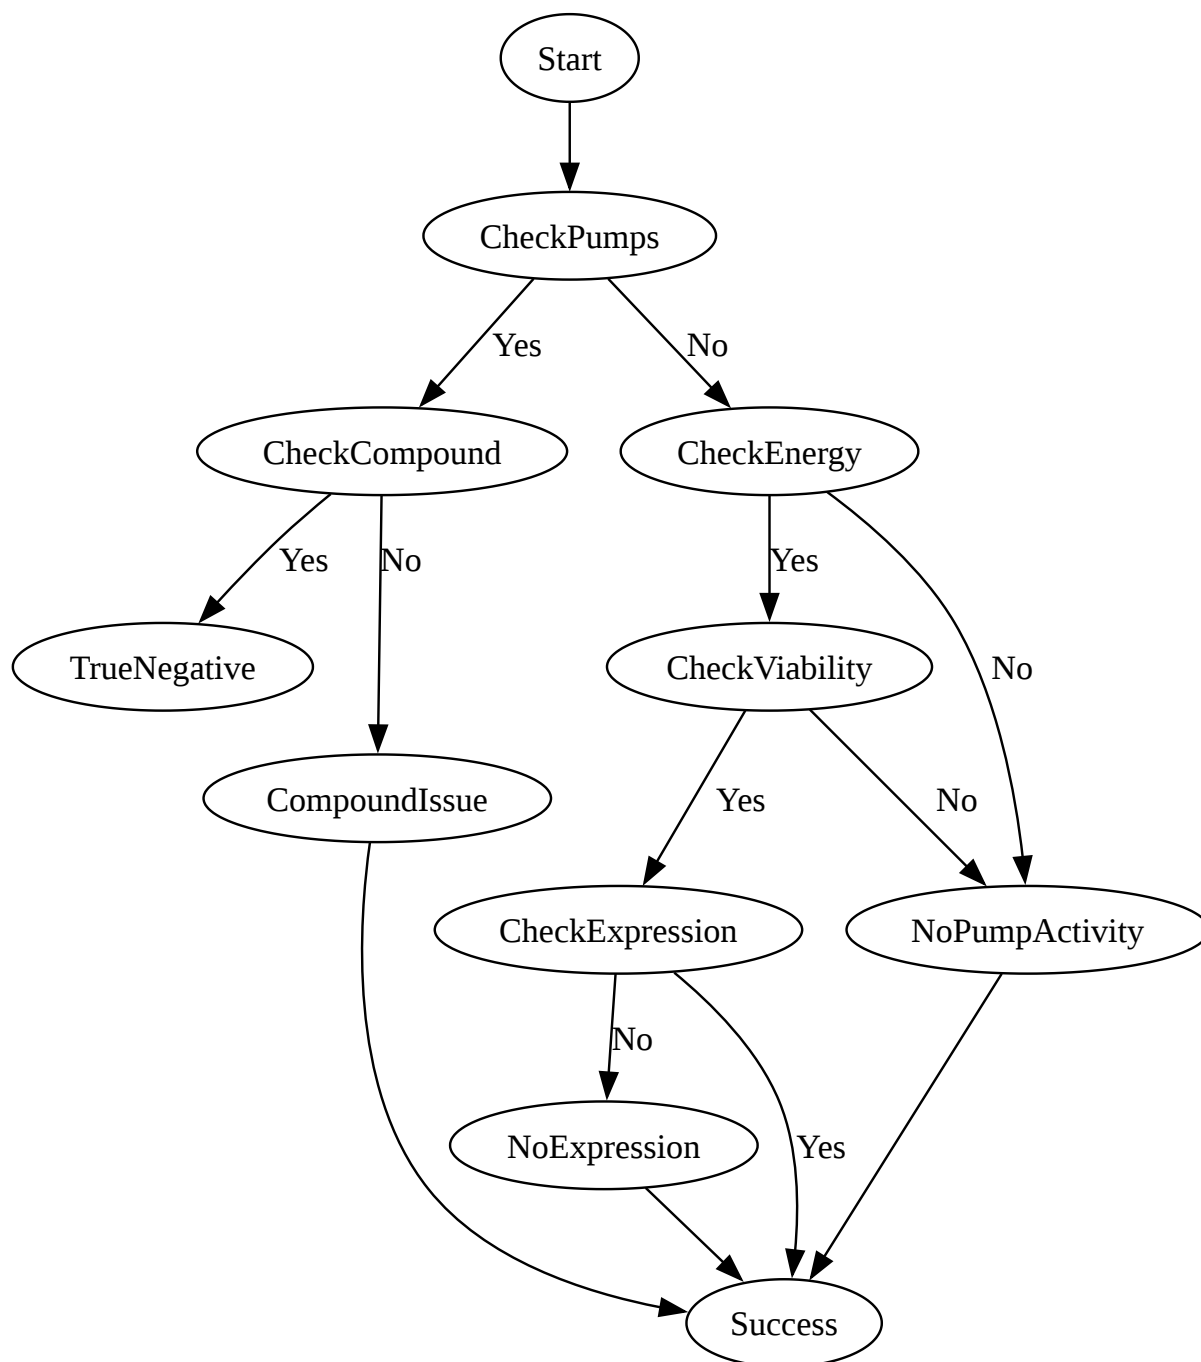 Start
CheckPumps
Yes
No
CheckCompound
CheckEnergy
Yes
No
Yes
TrueNegative
CheckViability
No
CompoundIssue
Yes
No
CheckExpression
NoPumpActivity
No
NoExpression
Yes
Success